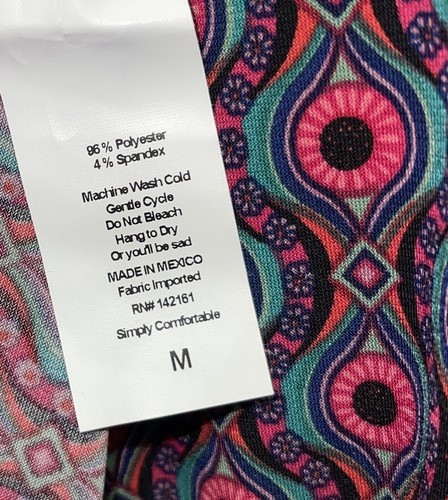 96% Polyester
4% Spandex
Machine Wash Cold
Gentle Cycle
Do Not Bleach
Hang to Dry
Or you'll be sad
MADE IN MEXICO
Fabric Imported
RN# 142161
Simply Comfortable
M